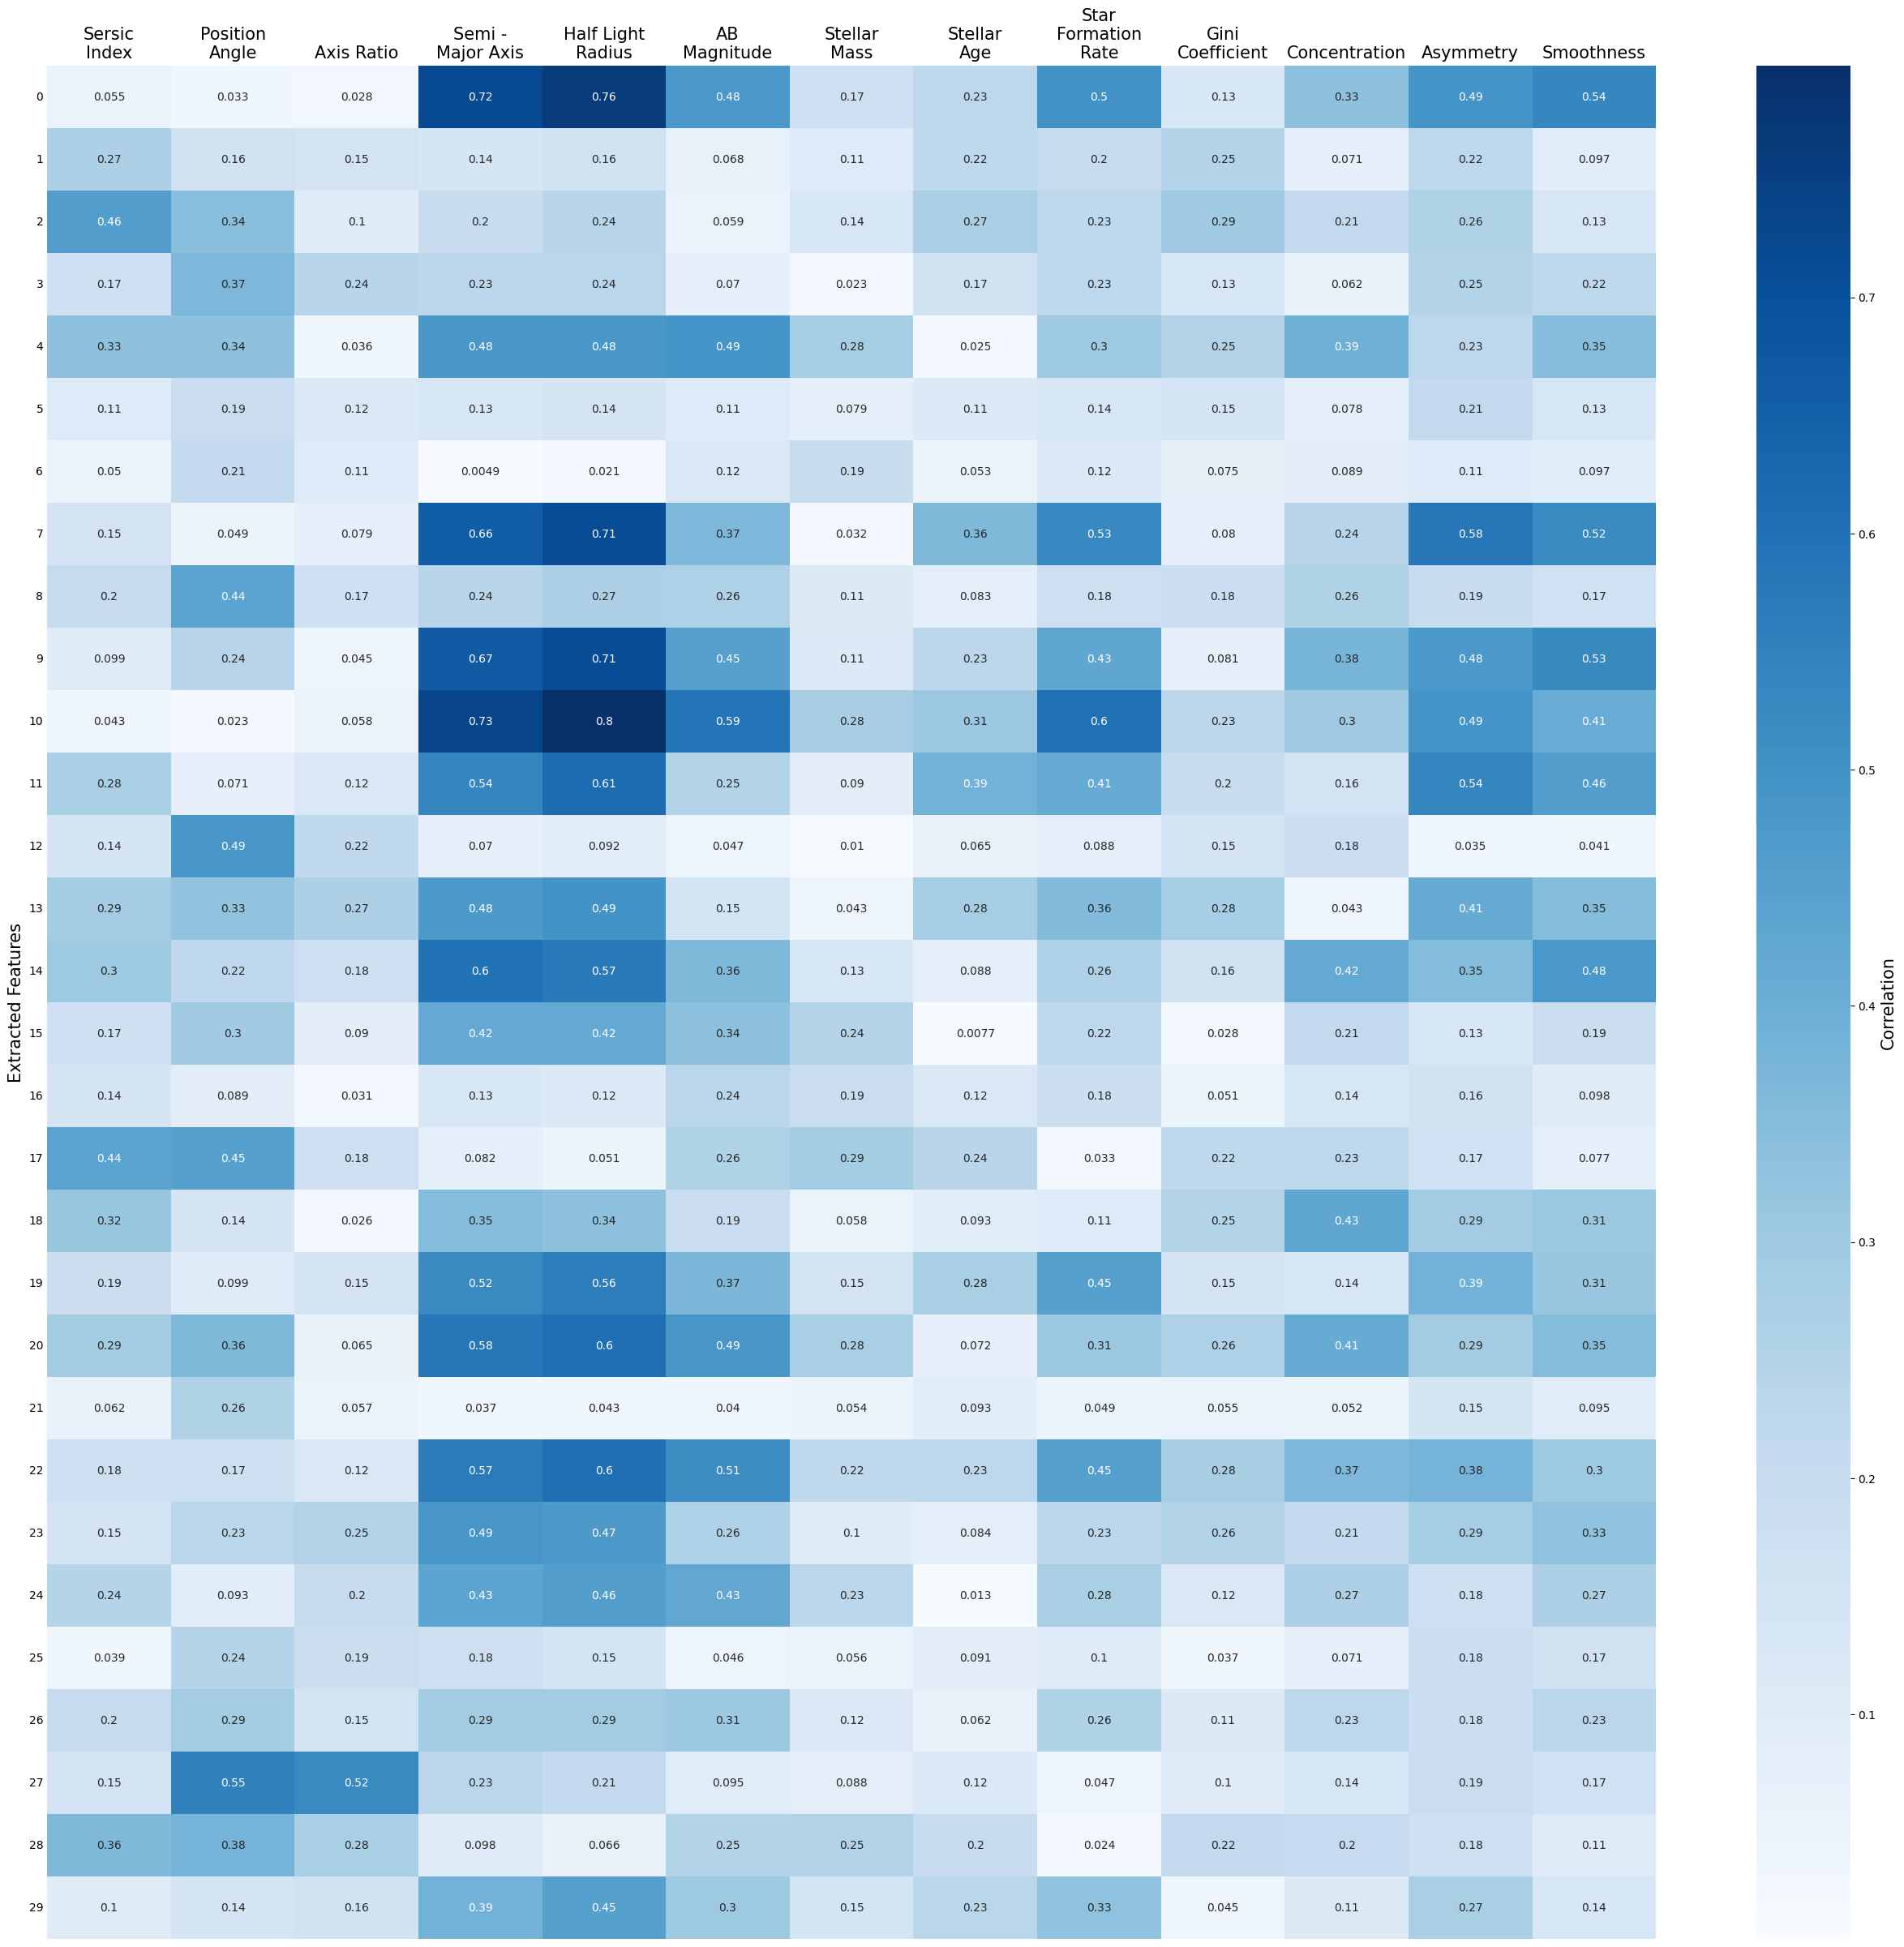 Sersic Index Position Angle Axis Ratio Semi - Major Axis Half Light Radius AB Magnitude Stellar Mass Stellar Age Star Formation Rate Gini Coefficient Concentration Asymmetry Smoothness
0 0.055 0.033 0.028 0.72 0.76 0.48 0.17 0.23 0.5 0.13 0.33 0.49 0.54
1 0.27 0.16 0.15 0.14 0.16 0.068 0.11 0.22 0.2 0.25 0.071 0.22 0.097
2 0.46 0.34 0.1 0.2 0.24 0.059 0.14 0.27 0.23 0.29 0.21 0.26 0.13
3 0.17 0.37 0.24 0.23 0.24 0.07 0.023 0.17 0.23 0.13 0.062 0.25 0.22
4 0.33 0.34 0.036 0.48 0.48 0.49 0.28 0.025 0.3 0.25 0.39 0.23 0.35
5 0.11 0.19 0.12 0.13 0.14 0.11 0.079 0.11 0.14 0.15 0.078 0.21 0.13
6 0.05 0.21 0.11 0.0049 0.021 0.12 0.19 0.053 0.12 0.075 0.089 0.11 0.097
7 0.15 0.049 0.079 0.66 0.71 0.37 0.032 0.36 0.53 0.08 0.24 0.58 0.52
8 0.2 0.44 0.17 0.24 0.27 0.26 0.11 0.083 0.18 0.18 0.26 0.19 0.17
9 0.099 0.24 0.045 0.67 0.71 0.45 0.11 0.23 0.43 0.081 0.38 0.48 0.53
10 0.043 0.023 0.058 0.73 0.8 0.59 0.28 0.31 0.6 0.23 0.3 0.49 0.41
11 0.28 0.071 0.12 0.54 0.61 0.25 0.09 0.39 0.41 0.2 0.16 0.54 0.46
12 0.14 0.49 0.22 0.07 0.092 0.047 0.01 0.065 0.088 0.15 0.18 0.035 0.041
13 0.29 0.33 0.27 0.48 0.49 0.15 0.043 0.28 0.36 0.28 0.043 0.41 0.35
14 0.3 0.22 0.18 0.6 0.57 0.36 0.13 0.088 0.26 0.16 0.42 0.35 0.48
15 0.17 0.3 0.09 0.42 0.42 0.34 0.24 0.0077 0.22 0.028 0.21 0.13 0.19
16 0.14 0.089 0.031 0.13 0.12 0.24 0.19 0.12 0.18 0.051 0.14 0.16 0.098
17 0.44 0.45 0.18 0.082 0.051 0.26 0.29 0.24 0.033 0.22 0.23 0.17 0.077
18 0.32 0.14 0.026 0.35 0.34 0.19 0.058 0.093 0.11 0.25 0.43 0.29 0.31
19 0.19 0.099 0.15 0.52 0.56 0.37 0.15 0.28 0.45 0.15 0.14 0.39 0.31
20 0.29 0.36 0.065 0.58 0.6 0.49 0.28 0.072 0.31 0.26 0.41 0.29 0.35
21 0.062 0.26 0.057 0.037 0.043 0.04 0.054 0.093 0.049 0.055 0.052 0.15 0.095
22 0.18 0.17 0.12 0.57 0.6 0.51 0.22 0.23 0.45 0.28 0.37 0.38 0.3
23 0.15 0.23 0.25 0.49 0.47 0.26 0.1 0.084 0.23 0.26 0.21 0.29 0.33
24 0.24 0.093 0.2 0.43 0.46 0.43 0.23 0.013 0.28 0.12 0.27 0.18 0.27
25 0.039 0.24 0.19 0.18 0.15 0.046 0.056 0.091 0.1 0.037 0.071 0.18 0.17
26 0.2 0.29 0.15 0.29 0.29 0.31 0.12 0.062 0.26 0.11 0.23 0.18 0.23
27 0.15 0.55 0.52 0.23 0.21 0.095 0.088 0.12 0.047 0.1 0.14 0.19 0.17
28 0.36 0.38 0.28 0.098 0.066 0.25 0.25 0.2 0.024 0.22 0.2 0.18 0.11
29 0.1 0.14 0.16 0.39 0.45 0.3 0.15 0.23 0.33 0.045 0.11 0.27 0.14
Extracted Features
0.7
0.6
0.5
0.4
0.3
0.2
0.1
Correlation